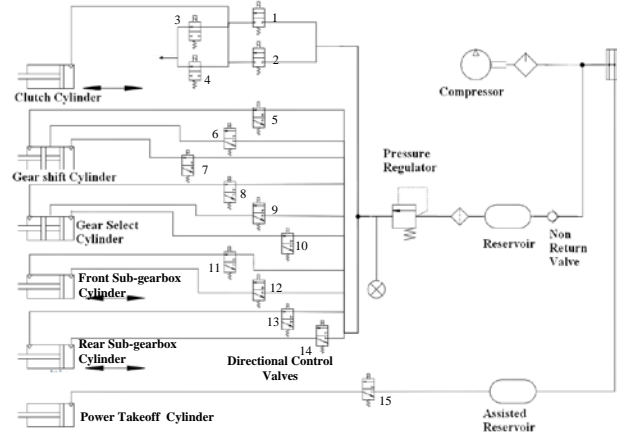 3
1
2
4
Clutch Cylinder
Compressor
5
6
7
Gear shift Cylinder
Pressure
Regulator
8
9
Gear Select
Cylinder
10
Reservoir
Non
Return
Valve
11
Front Sub-gearbox
Cylinder
12
13
Rear Sub-gearbox
Cylinder
14
Directional Control
Valves
15
Power Takeoff Cylinder
Assisted
Reservoir